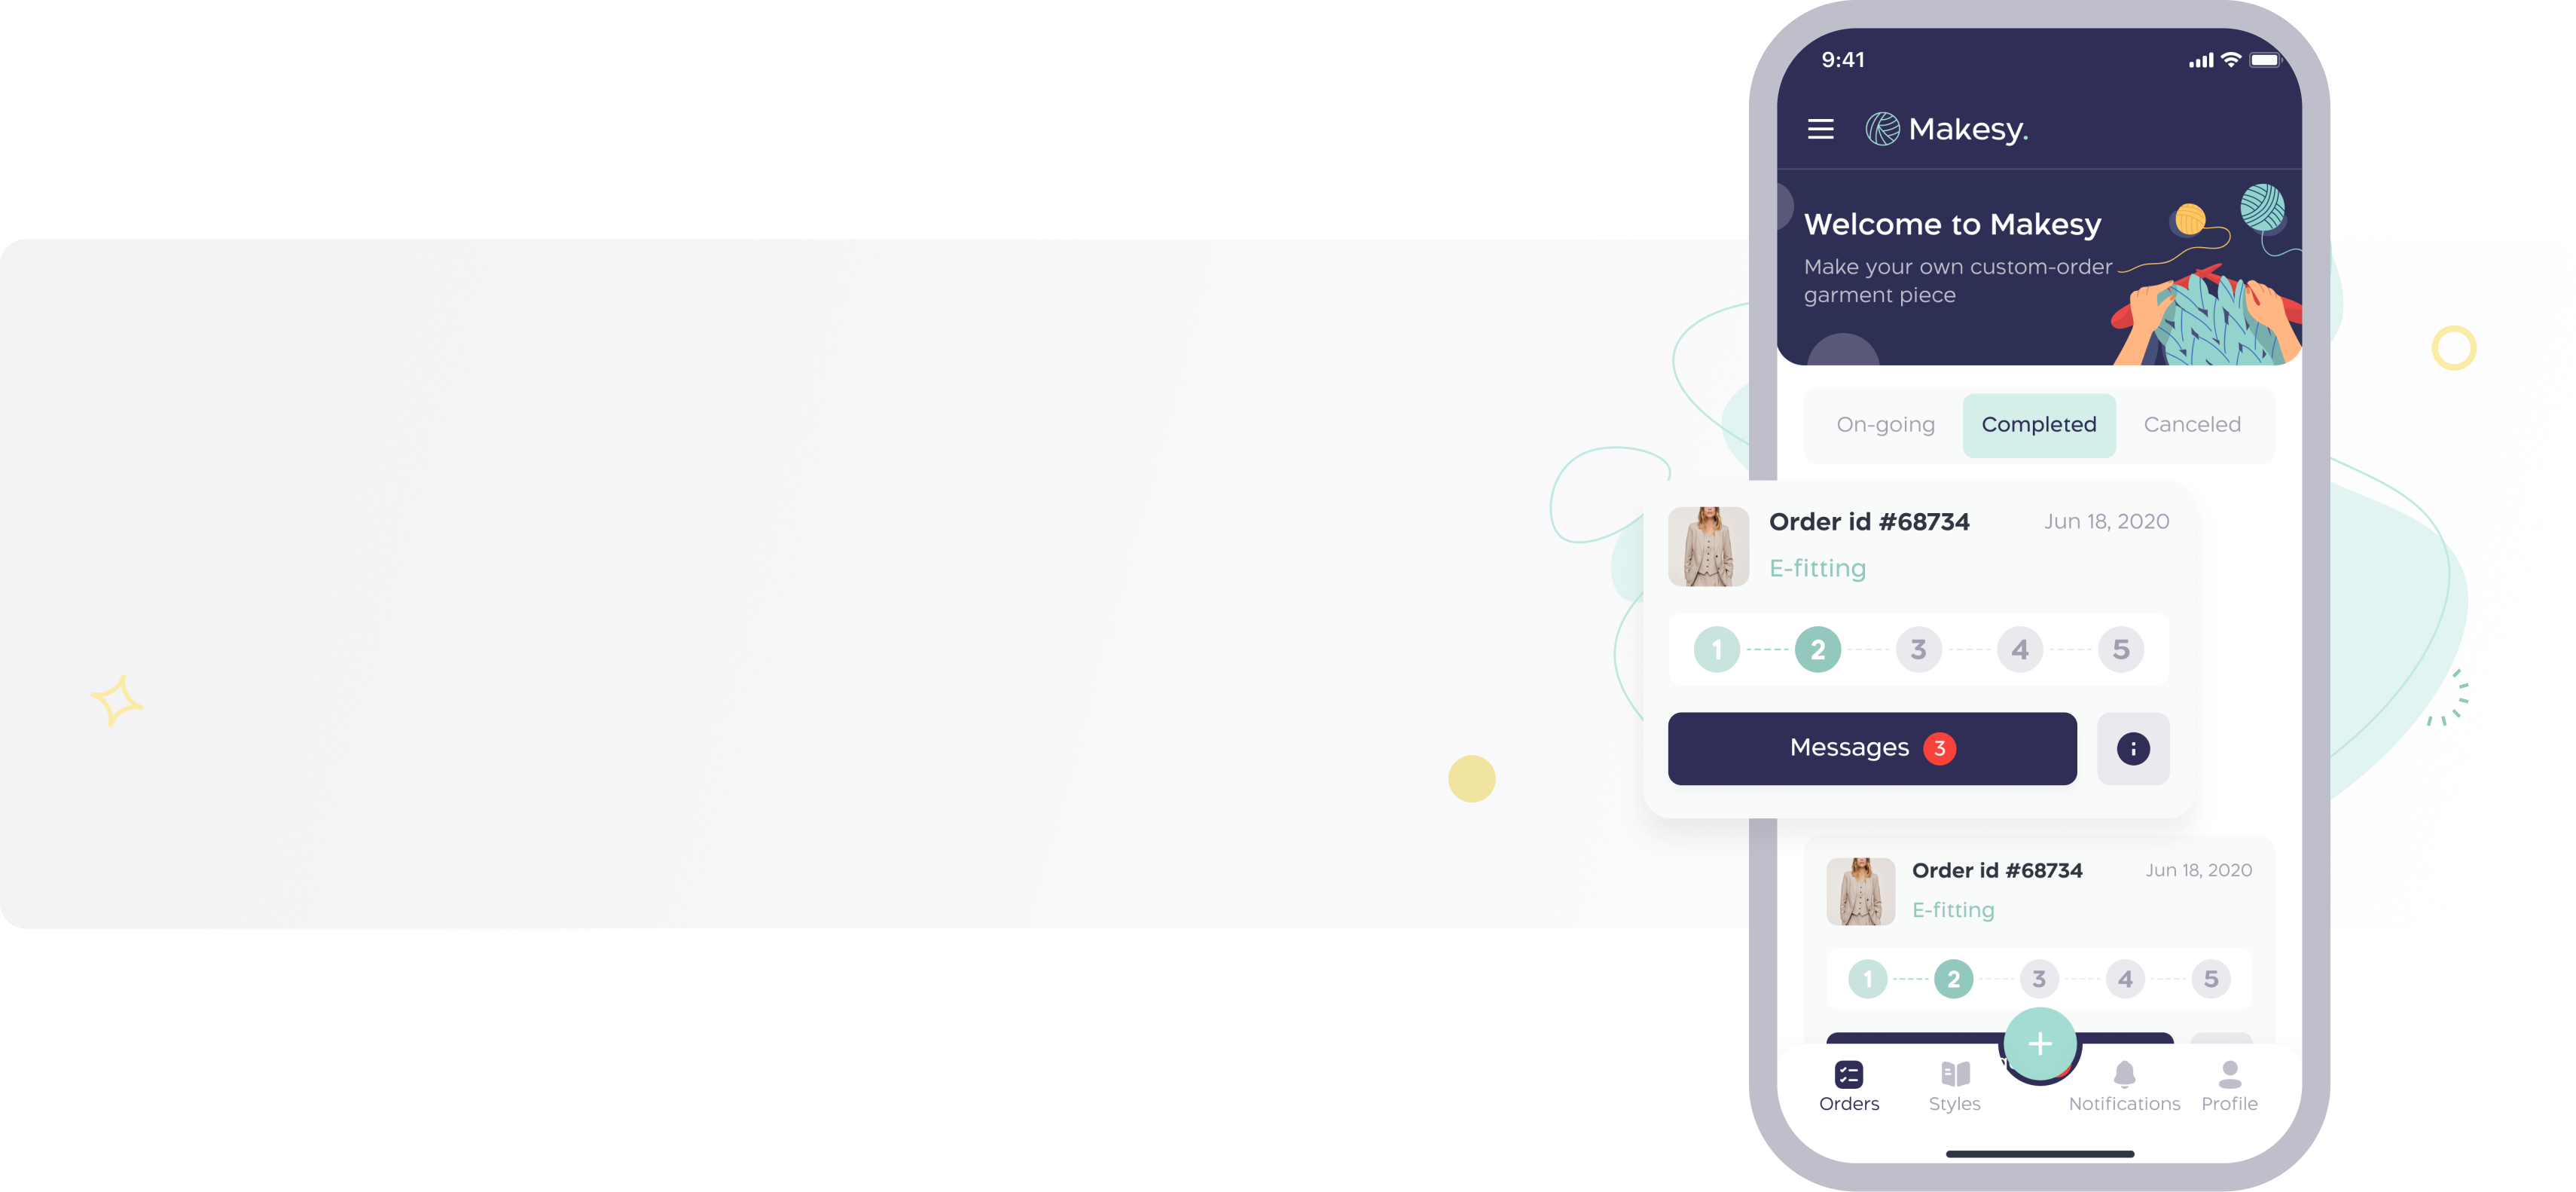 9:41
Makesy.
Welcome to Makesy
Make your own custom-order
garment piece
On-going Completed Canceled
Order id #68734 Jun 18, 2020
E-fitting
1 2 3 4 5
Messages 3
Order id #68734 Jun 18, 2020
E-fitting
1 2 3 4 5
Orders Styles Notifications Profile